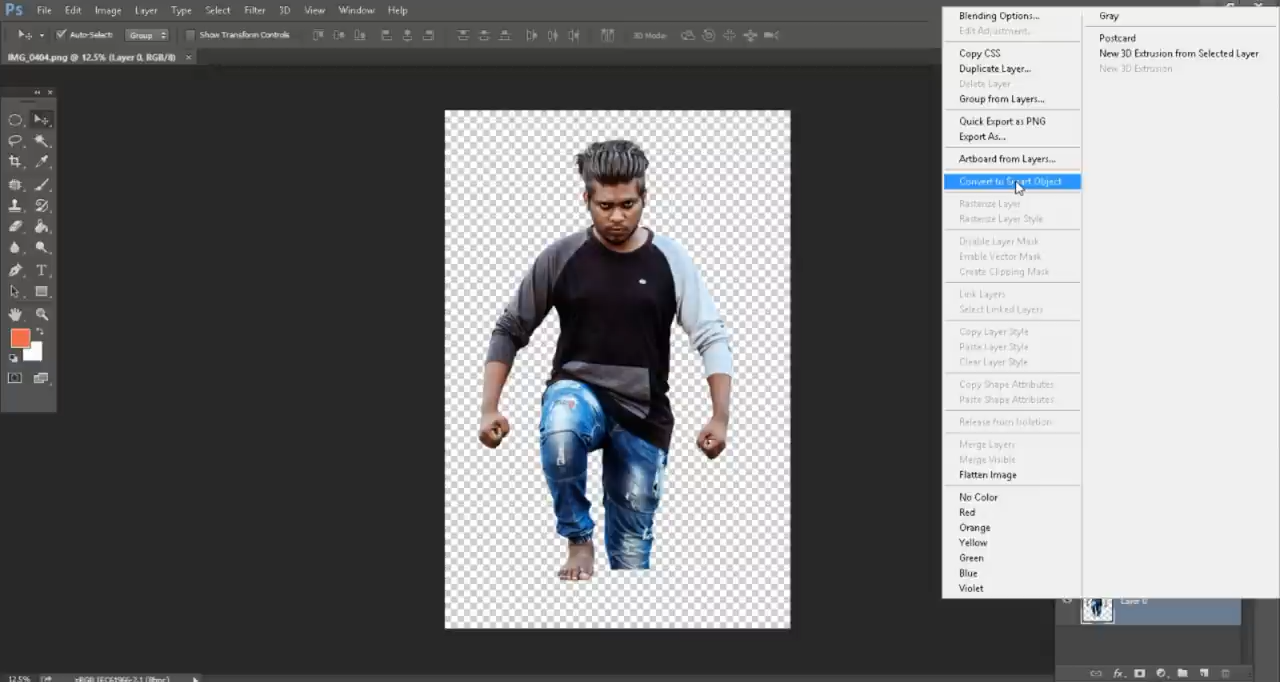 Ps File Edit Image Layer Type Select Filter 3D View Window Help
Auto-Select: Group Show Transform Controls 3D Mode:
IMG_0404.png @ 12.5% (Layer 0, RGB/8) ×
Blending Options...
Edit Adjustment...
Copy CSS
Duplicate Layer...
Delete Layer
Group from Layers...
Quick Export as PNG
Export As...
Artboard from Layers...
Convert to Smart Object
Rasterize Layer
Rasterize Layer Style
Disable Layer Mask
Enable Vector Mask
Create Clipping Mask
Link Layers
Select Linked Layers
Copy Layer Style
Paste Layer Style
Clear Layer Style
Copy Shape Attributes
Paste Shape Attributes
Release from Isolation
Merge Layers
Merge Visible
Flatten Image
No Color
Red
Orange
Yellow
Green
Blue
Violet
Gray
Postcard
New 3D Extrusion from Selected Layer
New 3D Extrusion
Layer 0
12.5%